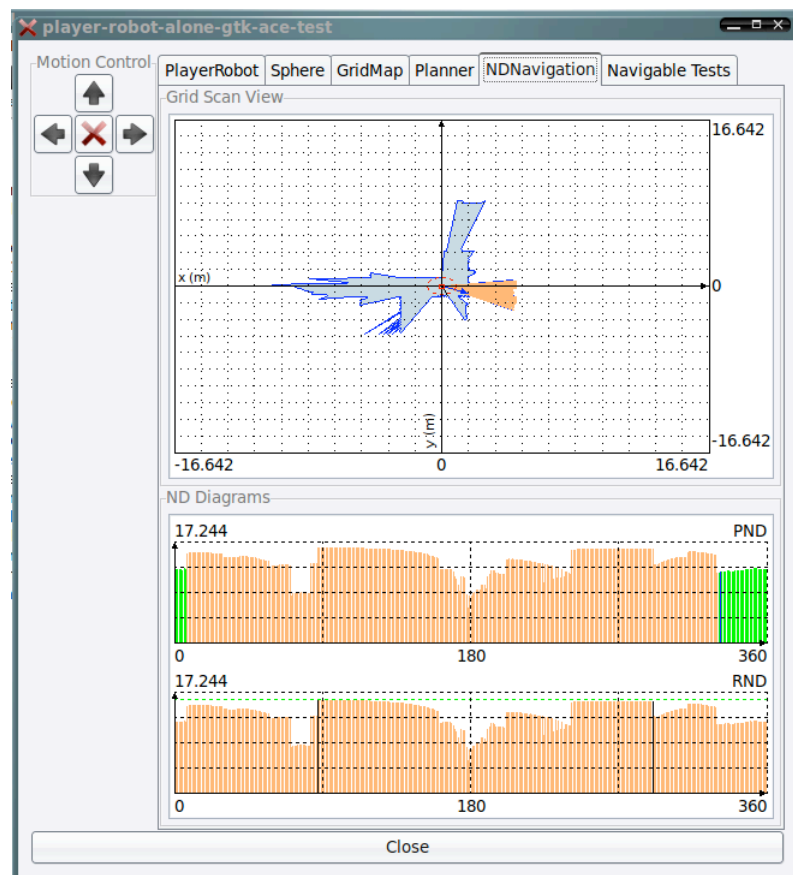 player-robot-alone-gtk-ace-test
Motion Control
PlayerRobot Sphere GridMap Planner NDNavigation Navigable Tests
Grid Scan View
16.642
x (m)
0
y (m)
-16.642
-16.642 0 16.642
ND Diagrams
17.244 PND
0 180 360
17.244 RND
0 180 360
Close